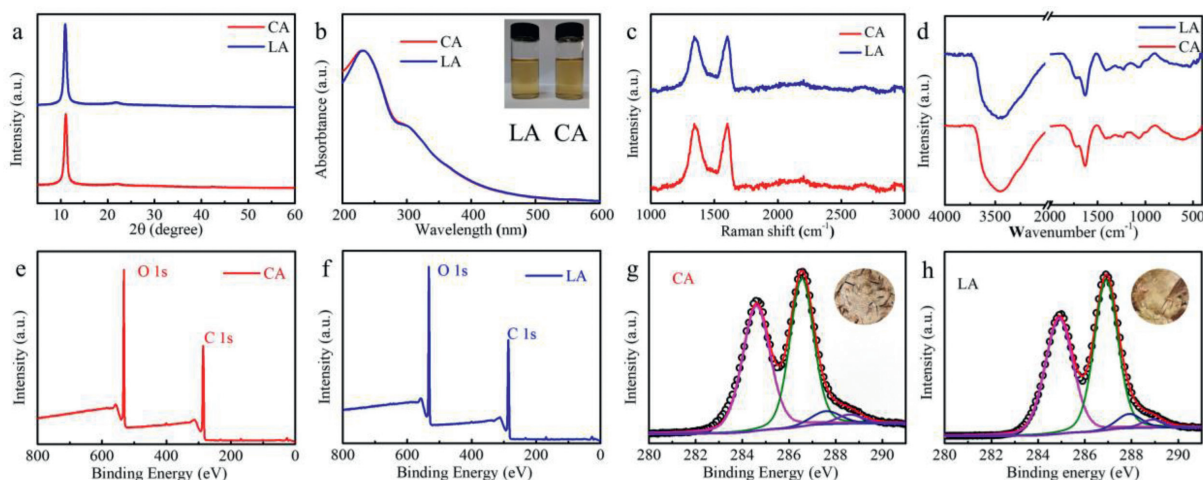 a
CA
LA
Intensity (a.u.)
10 20 30 40 50 60
2θ (degree)
b
CA
LA
LA CA
Absorbtance (a.u.)
200 300 400 500 600
Wavelength (nm)
c
CA
LA
Intensity (a.u.)
1000 1500 2000 2500 3000
Raman shift (cm⁻¹)
d
LA
CA
Intensity (a.u.)
4000 3500 2000 1500 1000 500
Wavenumber (cm⁻¹)
e
O 1s
CA
C 1s
Intensity (a.u.)
800 600 400 200 0
Binding Energy (eV)
f
O 1s
LA
C 1s
Intensity (a.u.)
800 600 400 200 0
Binding Energy (eV)
g
CA
Intensity (a.u.)
280 282 284 286 288 290
Binding Energy (eV)
h
LA
Intensity (a.u.)
280 282 284 286 288 290
Binding energy (eV)